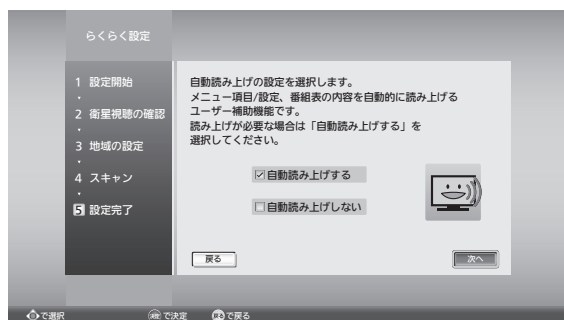 らくらく設定
1 設定開始
2 衛星視聴の確認
3 地域の設定
4 スキャン
5 設定完了
自動読み上げの設定を選択します。
メニュー項目/設定、番組表の内容を自動的に読み上げる
ユーザー補助機能です。
読み上げが必要な場合は「自動読み上げする」を
選択してください。
自動読み上げする
自動読み上げしない
戻る
次へ
で選択
決定 で決定
戻る で戻る